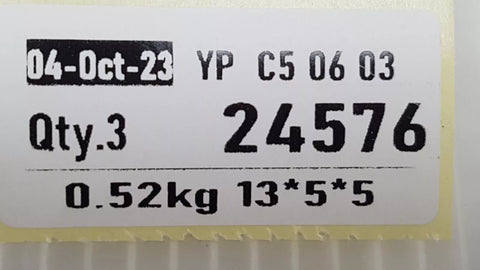 04-Oct-23 YP C5 06 03
Qty.3 24576
0.52kg 13*5*5